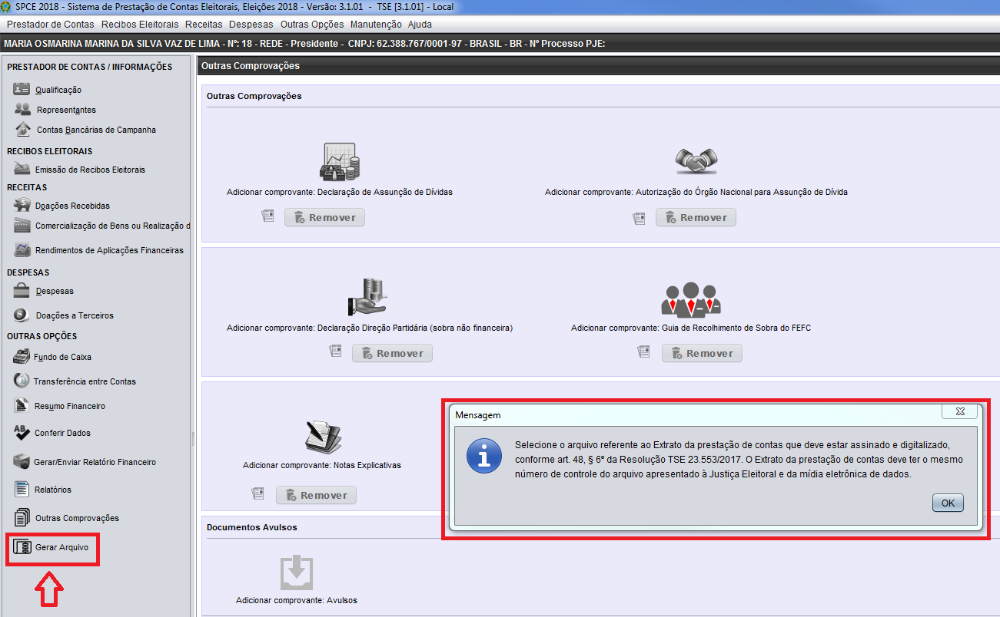 SPCE 2018 - Sistema de Prestação de Contas Eleitorais, Eleições 2018 - Versão: 3.1.01 - TSE [3.1.01] - Local
Prestador de Contas Recibos Eleitorais Receitas Despesas Outras Opções Manutenção Ajuda
MARIA OSMARINA MARINA DA SILVA VAZ DE LIMA - Nº: 18 - REDE - Presidente - CNPJ: 62.388.767/0001-97 - BRASIL - BR - Nº Processo PJE:
PRESTADOR DE CONTAS / INFORMAÇÕES
Qualificação
Representantes
Contas Bancárias de Campanha
RECIBOS ELEITORAIS
Emissão de Recibos Eleitorais
RECEITAS
Doações Recebidas
Comercialização de Bens ou Realização d
Rendimentos de Aplicações Financeiras
DESPESAS
Despesas
Doações a Terceiros
OUTRAS OPÇÕES
Fundo de Caixa
Transferência entre Contas
Resumo Financeiro
Conferir Dados
Gerar/Enviar Relatório Financeiro
Relatórios
Outras Comprovações
Gerar Arquivo
Outras Comprovações
Outras Comprovações
Adicionar comprovante: Declaração de Assunção de Dívidas
Remover
Adicionar comprovante: Autorização do Órgão Nacional para Assunção de Dívida
Remover
Adicionar comprovante: Declaração Direção Partidária (sobra não financeira)
Remover
Adicionar comprovante: Guia de Recolhimento de Sobra do FEFC
Remover
Adicionar comprovante: Notas Explicativas
Remover
Documentos Avulsos
Adicionar comprovante: Avulsos
Mensagem
Selecione o arquivo referente ao Extrato da prestação de contas que deve estar assinado e digitalizado,
conforme art. 48, § 6º da Resolução TSE 23.553/2017. O Extrato da prestação de contas deve ter o mesmo
número de controle do arquivo apresentado à Justiça Eleitoral e da mídia eletrônica de dados.
OK